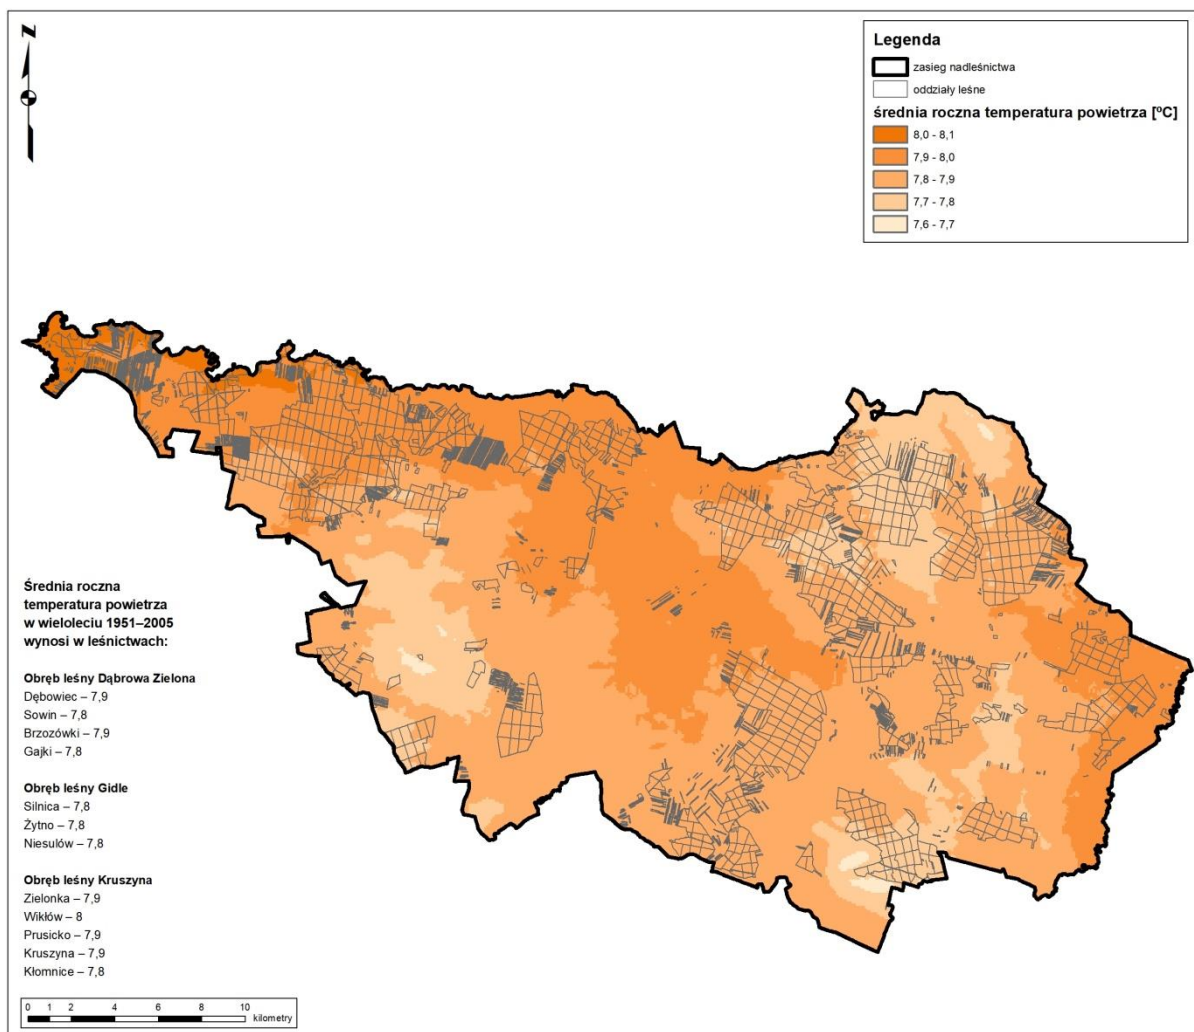 N
Legenda
zasięg nadleśnictwa
oddziały leśne
średnia roczna temperatura powietrza [ºC]
8,0 - 8,1
7,9 - 8,0
7,8 - 7,9
7,7 - 7,8
7,6 - 7,7
Średnia roczna
temperatura powietrza
w wieloleciu 1951–2005
wynosi w leśnictwach:
Obręb leśny Dąbrowa Zielona
Dębowiec – 7,9
Sowin – 7,8
Brzozówki – 7,9
Gajki – 7,8
Obręb leśny Gidle
Silnica – 7,8
Żytno – 7,8
Niesulów – 7,8
Obręb leśny Kruszyna
Zielonka – 7,9
Wikłów – 8
Prusicko – 7,9
Kruszyna – 7,9
Kłomnice – 7,8
0 1 2 4 6 8 10
kilometry